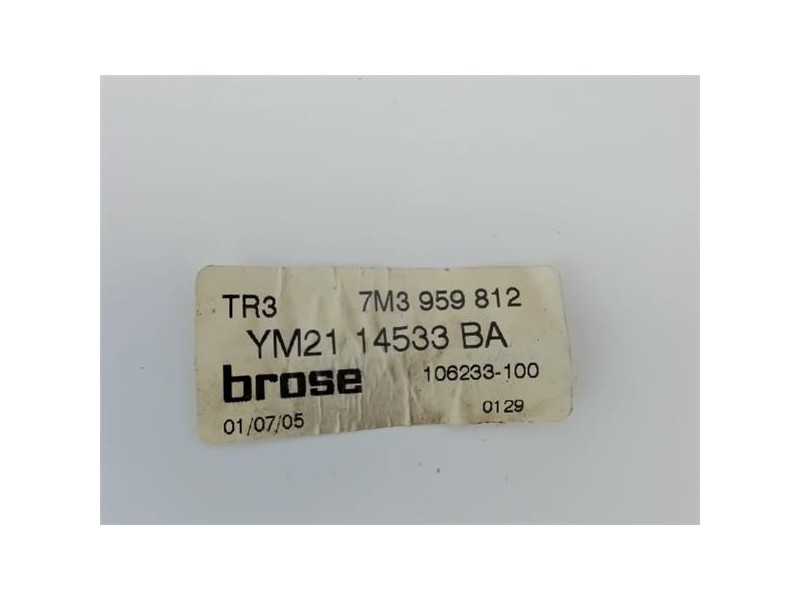 TR3 7M3 959 812
YM21 14533 BA
brose 106233-100
01/07/05 0129